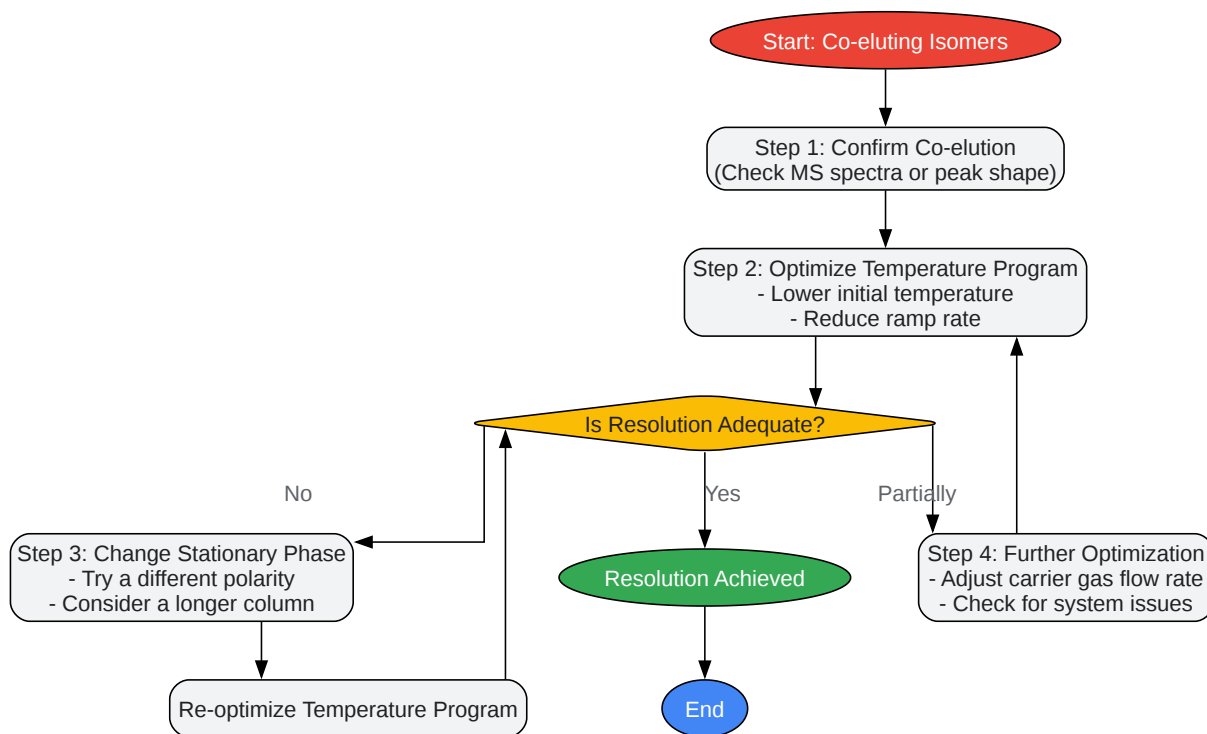 Start: Co-eluting Isomers
Step 1: Confirm Co-elution
(Check MS spectra or peak shape)
Step 2: Optimize Temperature Program
- Lower initial temperature
- Reduce ramp rate
Is Resolution Adequate?
No
Yes
Partially
Step 3: Change Stationary Phase
- Try a different polarity
- Consider a longer column
Resolution Achieved
Step 4: Further Optimization
- Adjust carrier gas flow rate
- Check for system issues
Re-optimize Temperature Program
End